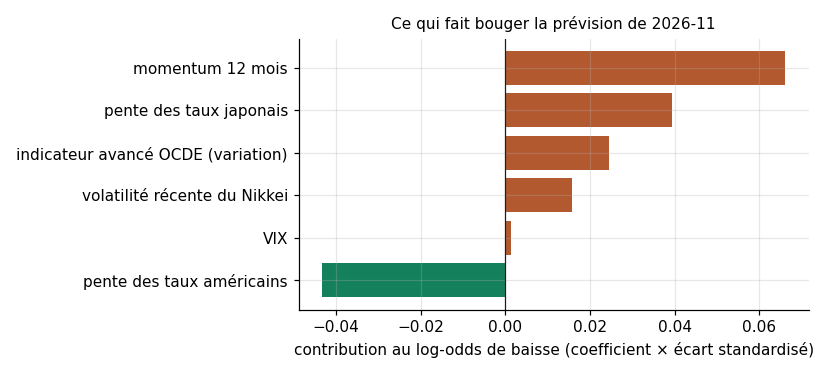 Ce qui fait bouger la prévision de 2026-11
momentum 12 mois
pente des taux japonais
indicateur avancé OCDE (variation)
volatilité récente du Nikkei
VIX
pente des taux américains
−0.04 −0.02 0.00 0.02 0.04 0.06
contribution au log-odds de baisse (coefficient × écart standardisé)